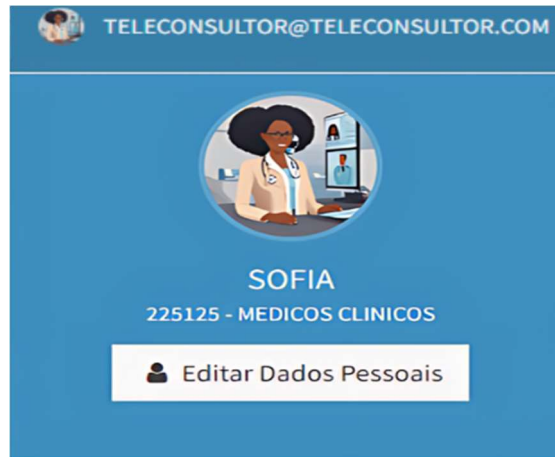 TELECONSULTOR@TELECONSULTOR.COM
SOFIA
225125 - MEDICOS CLINICOS
Editar Dados Pessoais